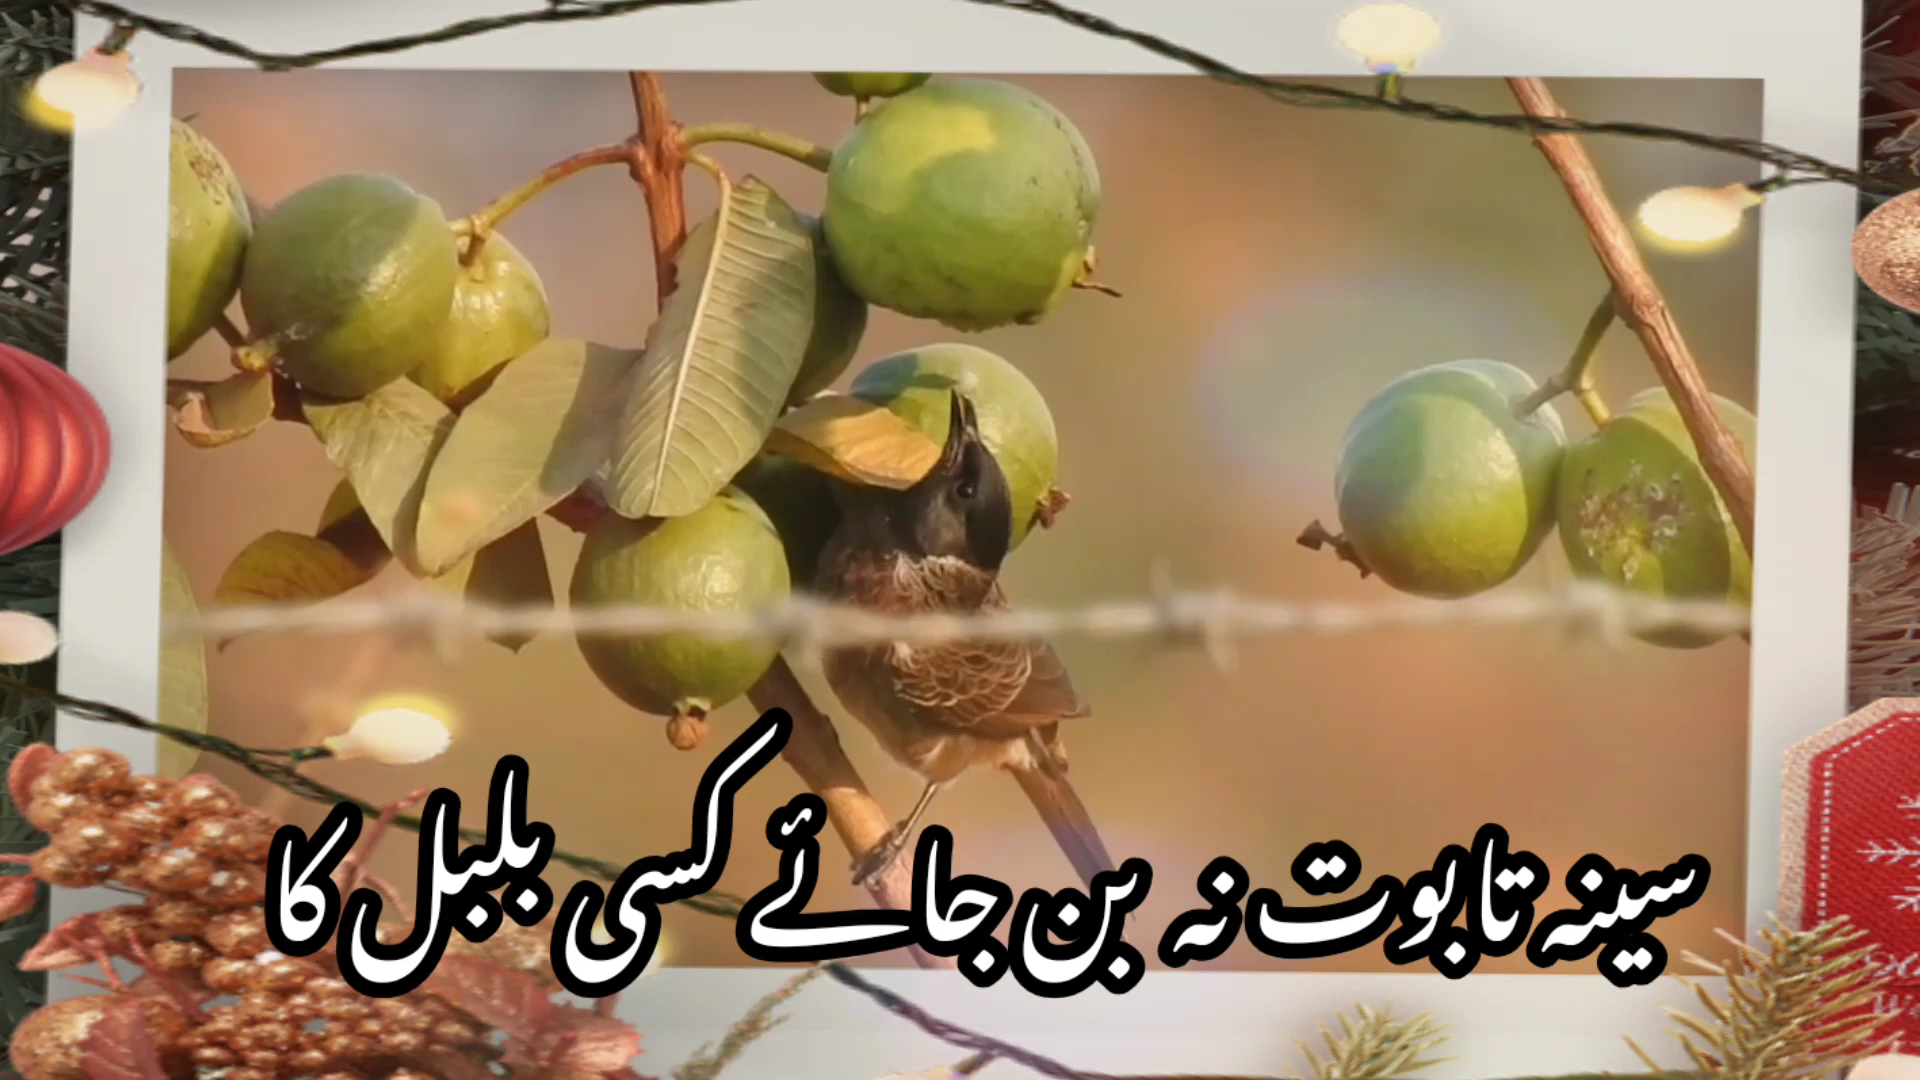 سینہ تابوت نہ بن جائے کسی بلبل کا